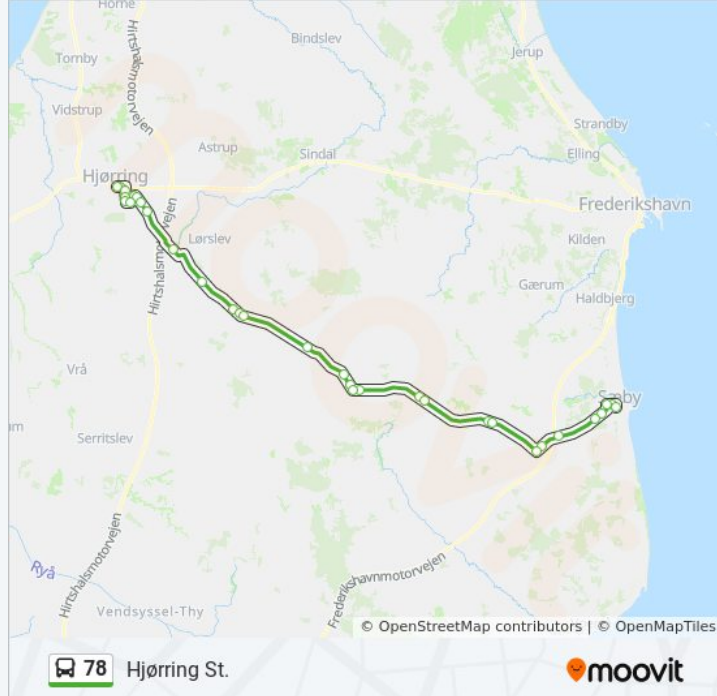 Horne
Bindslev
Jerup
Tornby
Hirtshalsmotorvejen
Vidstrup
Strandby
Astrup
Sindal
Elling
Hjørring
Frederikshavn
Lørslev
Kilden
Hirtshalsmotorvejen
Gærum
Haldbjerg
Vrå
Sæby
am
Serritslev
Hirtshalsmotorvejen
Ryå
Frederikshavnmotorvejen
Vendsyssel-Thy
© OpenStreetMap contributors | © OpenMapTiles
78 Hjørring St.
moovit